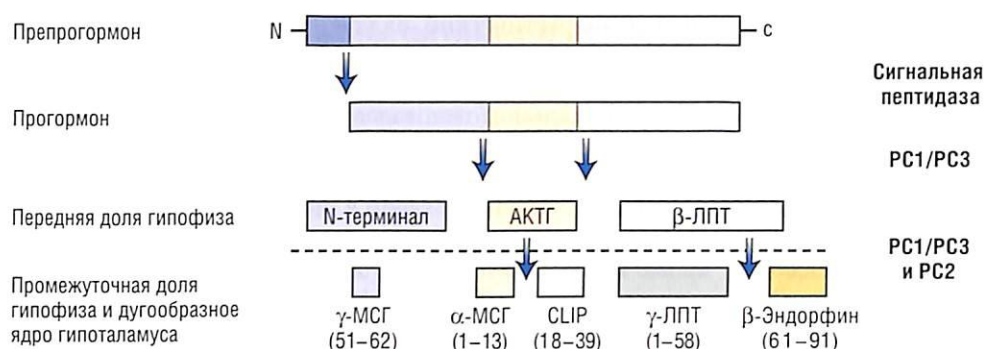 Препрогормон
N
C
Сигнальная
пептидаза
Прогормон
PC1/PC3
Передняя доля гипофиза
N-терминал
АКТГ
β-ЛПТ
PC1/PC3
и PC2
Промежуточная доля
гипофиза и дугообразное
ядро гипоталамуса
γ-МСГ
(51–62)
α-МСГ
(1–13)
CLIP
(18–39)
γ-ЛПТ
(1–58)
β-Эндорфин
(61–91)